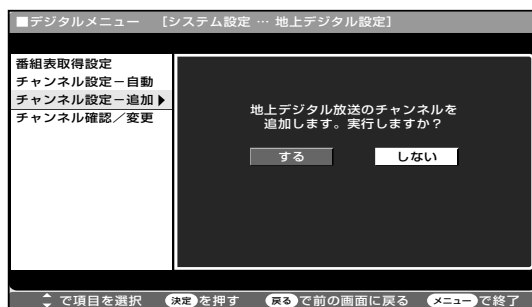 ■デジタルメニュー ［システム設定 … 地上デジタル設定］
番組表取得設定
チャンネル設定－自動
チャンネル設定－追加
チャンネル確認／変更
地上デジタル放送のチャンネルを
追加します。実行しますか？
する しない
で項目を選択 決定を押す 戻るで前の画面に戻る メニューで終了